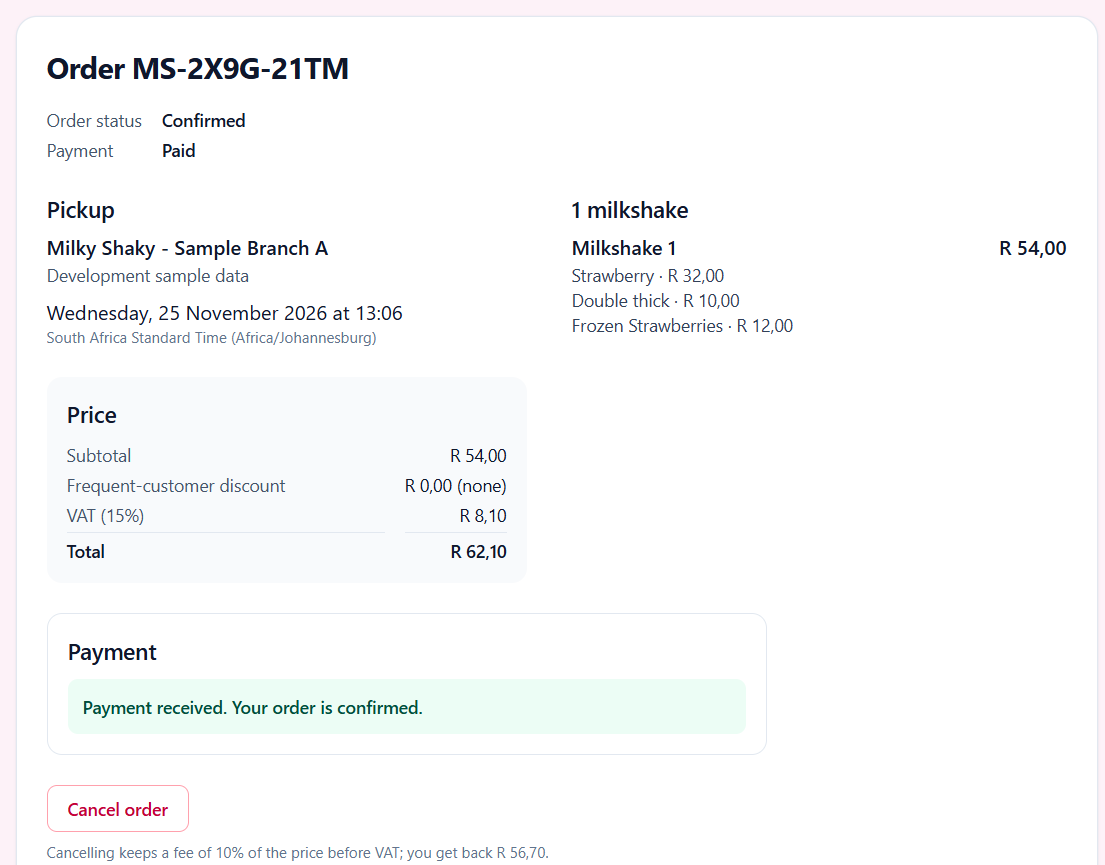 Order MS-2X9G-21TM
Order status Confirmed
Payment Paid
Pickup
Milky Shaky - Sample Branch A
Development sample data
Wednesday, 25 November 2026 at 13:06
South Africa Standard Time (Africa/Johannesburg)
1 milkshake
Milkshake 1 R 54,00
Strawberry · R 32,00
Double thick · R 10,00
Frozen Strawberries · R 12,00
Price
Subtotal R 54,00
Frequent-customer discount R 0,00 (none)
VAT (15%) R 8,10
Total R 62,10
Payment
Payment received. Your order is confirmed.
Cancel order
Cancelling keeps a fee of 10% of the price before VAT; you get back R 56,70.